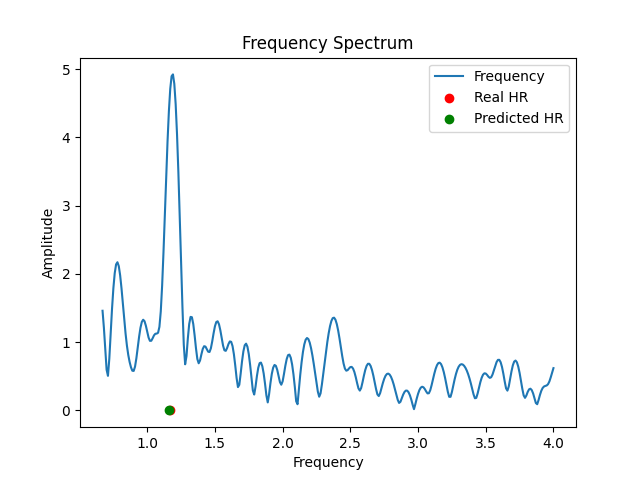 Frequency Spectrum
Frequency
Real HR
Predicted HR
Amplitude
5
4
3
2
1
0
1.0 1.5 2.0 2.5 3.0 3.5 4.0
Frequency